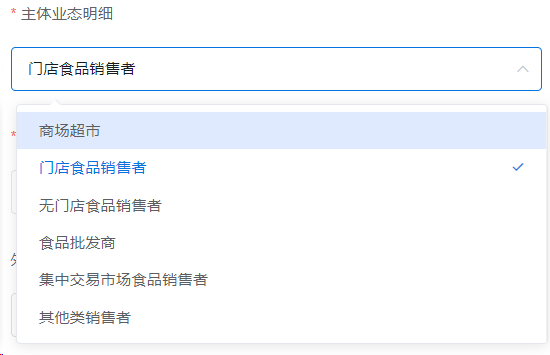 * 主体业态明细
门店食品销售者
商场超市
*
门店食品销售者
无门店食品销售者
食品批发商
集中交易市场食品销售者
其他类销售者